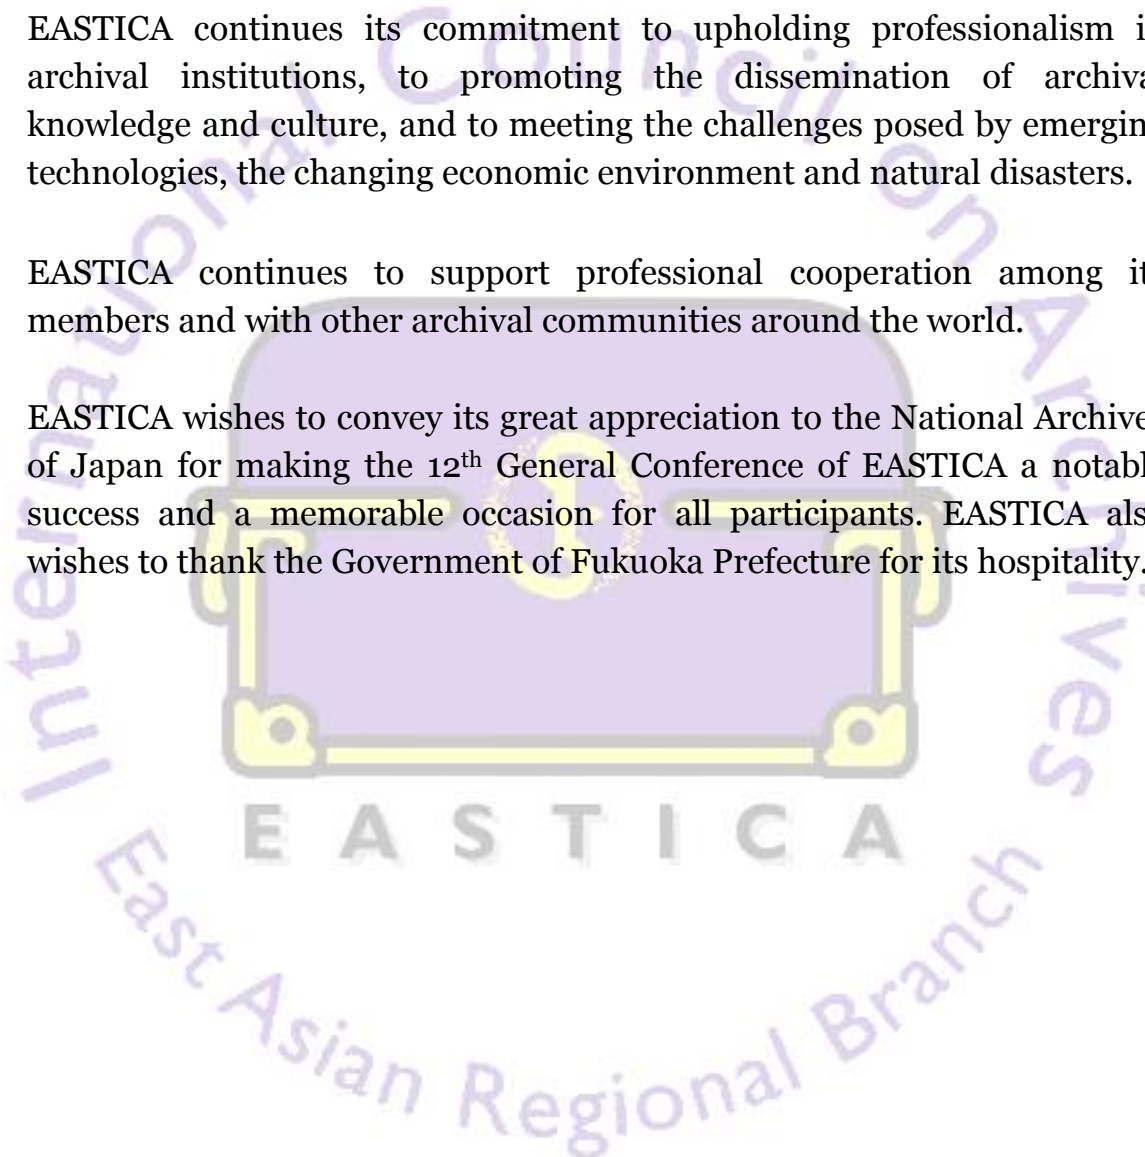 EASTICA continues its commitment to upholding professionalism i
archival institutions, to promoting the dissemination of archiva
knowledge and culture, and to meeting the challenges posed by emergin
technologies, the changing economic environment and natural disasters.
EASTICA continues to support professional cooperation among it
members and with other archival communities around the world.
EASTICA wishes to convey its great appreciation to the National Archive
of Japan for making the 12th General Conference of EASTICA a notabl
success and a memorable occasion for all participants. EASTICA als
wishes to thank the Government of Fukuoka Prefecture for its hospitality.
International Council on Archives
EASTICA
East Asian Regional Branch